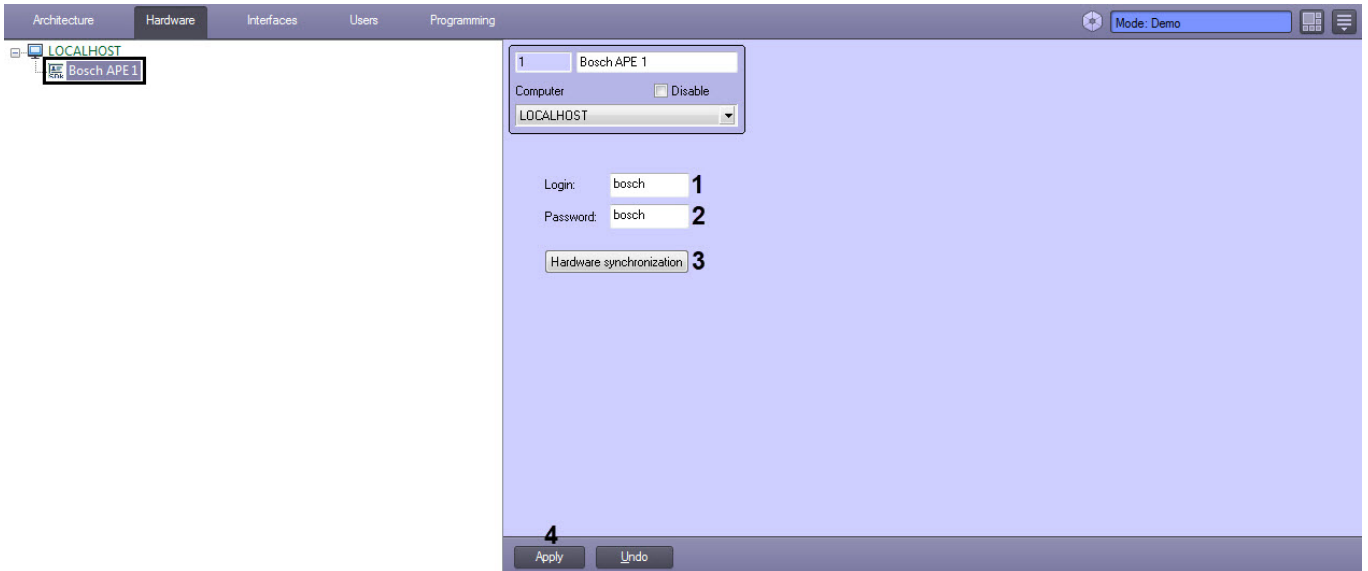 Architecture Hardware Interfaces Users Programming Mode: Demo
LOCALHOST
Bosch APE 1
1 Bosch APE 1
Computer Disable
LOCALHOST
Login: bosch 1
Password: bosch 2
Hardware synchronization 3
4
Apply Undo